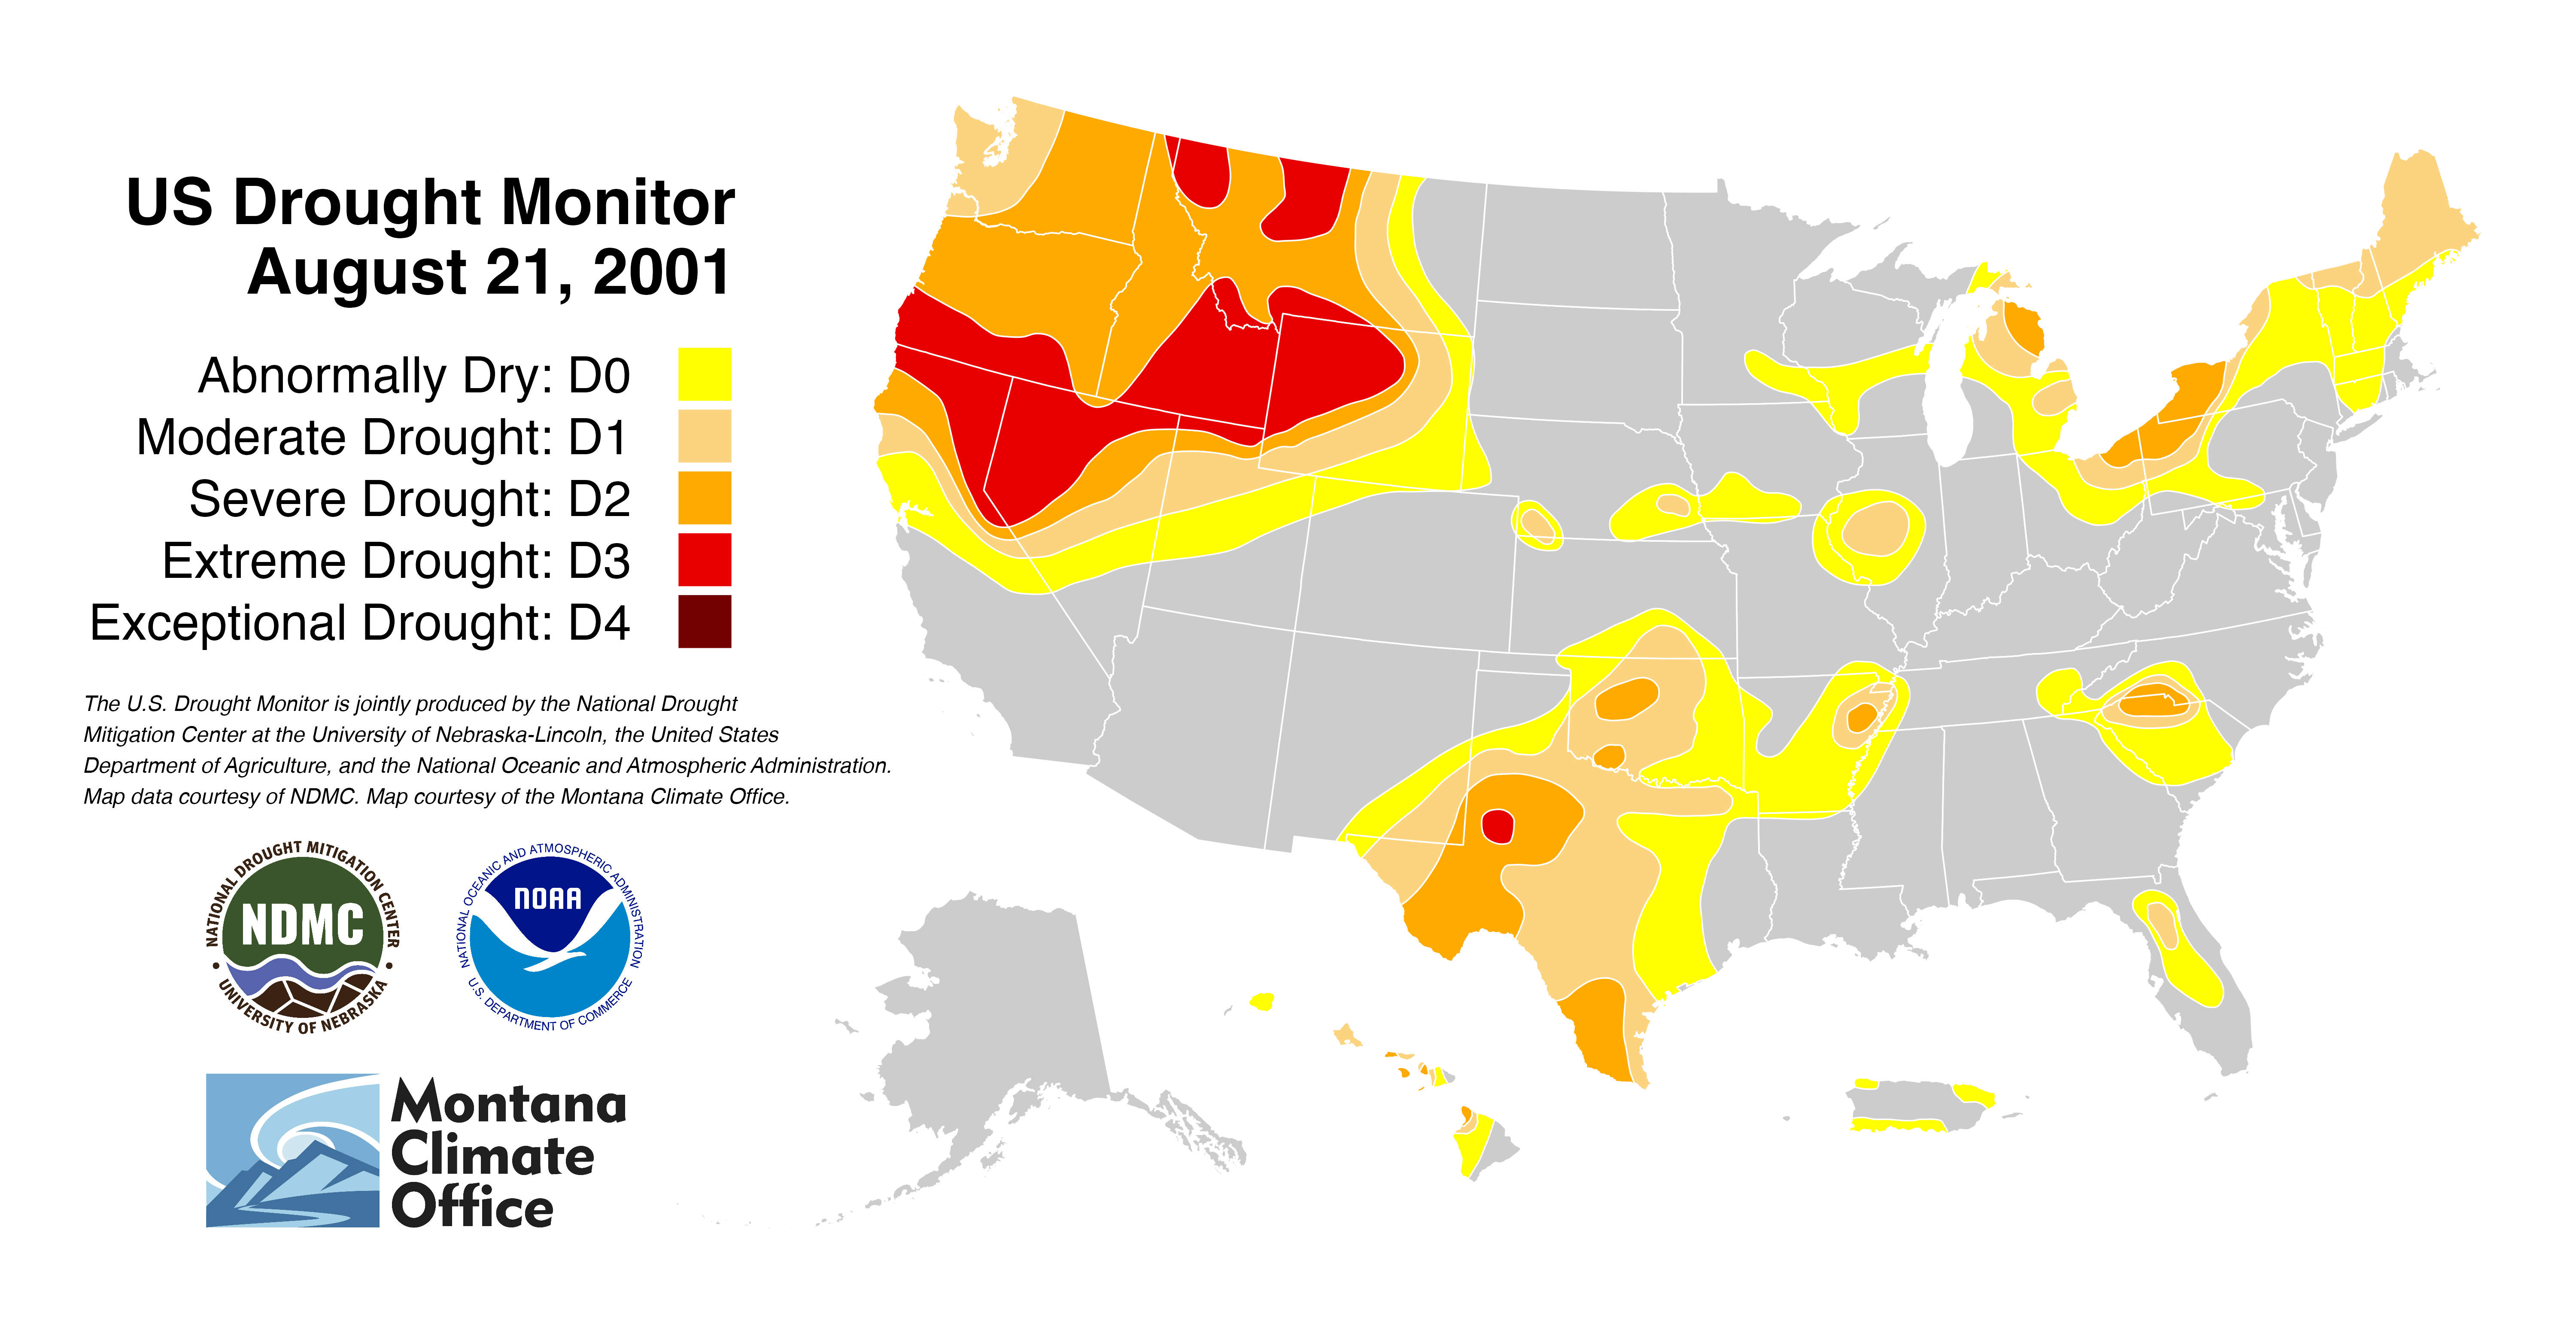 US Drought Monitor
August 21, 2001
Abnormally Dry: D0
Moderate Drought: D1
Severe Drought: D2
Extreme Drought: D3
Exceptional Drought: D4
The U.S. Drought Monitor is jointly produced by the National Drought
Mitigation Center at the University of Nebraska-Lincoln, the United States
Department of Agriculture, and the National Oceanic and Atmospheric Administration.
Map data courtesy of NDMC. Map courtesy of the Montana Climate Office.
NATIONAL DROUGHT MITIGATION CENTER
NDMC
• UNIVERSITY OF NEBRASKA •
NATIONAL OCEANIC AND ATMOSPHERIC ADMINISTRATION
NOAA
U.S. DEPARTMENT OF COMMERCE
Montana
Climate
Office